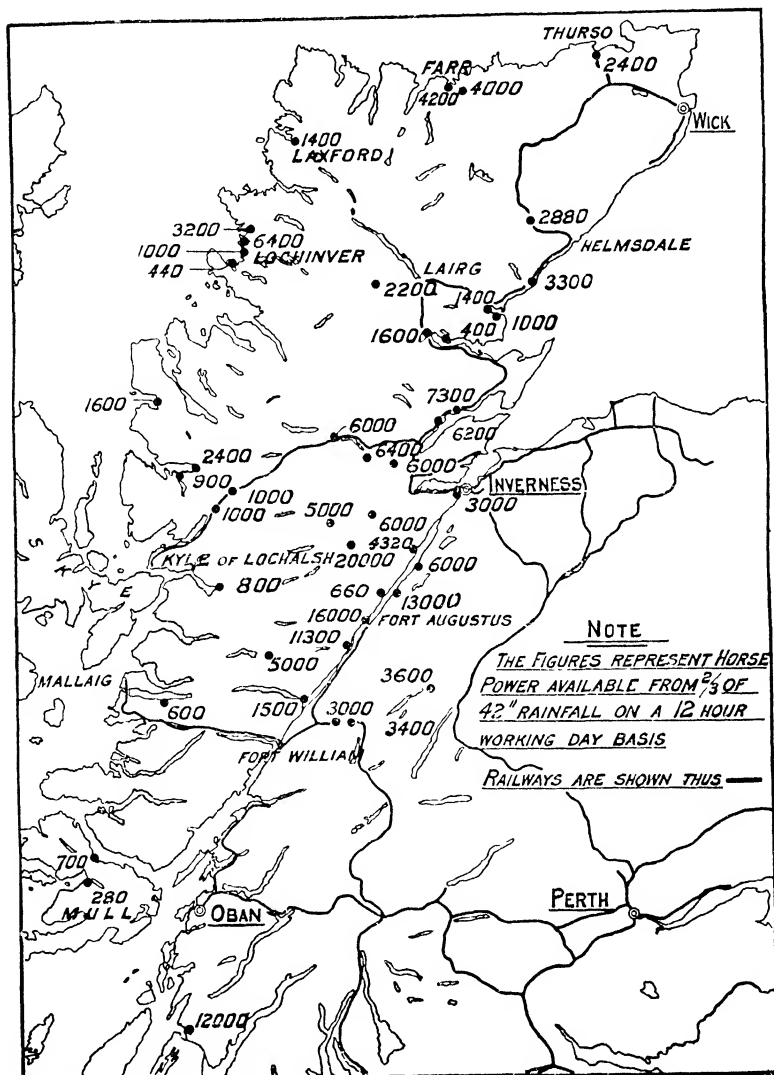 THURSO
2400
FARR
4200
4000
WICK
1400
LAXFORD
2880
3200
6400
1000
LOCHINVER
440
HELMSDALE
LAIRG
2200
3300
1400
1000
400
1600
1600
7300
6200
6000
6400
6000
2400
900
1000
1000
INVERNESS
3000
5000
6000
4320
20000
6000
SKYE
KYLE OF LOCHALSH
800
660
13000
16000
FORT AUGUSTUS
11300
5000
3600
3400
MALLAIG
600
1500
3000
FORT WILLIAM
NOTE
THE FIGURES REPRESENT HORSE
POWER AVAILABLE FROM 2/3 OF
42" RAINFALL ON A 12 HOUR
WORKING DAY BASIS
RAILWAYS ARE SHOWN THUS
700
280
MULL
OBAN
PERTH
12000